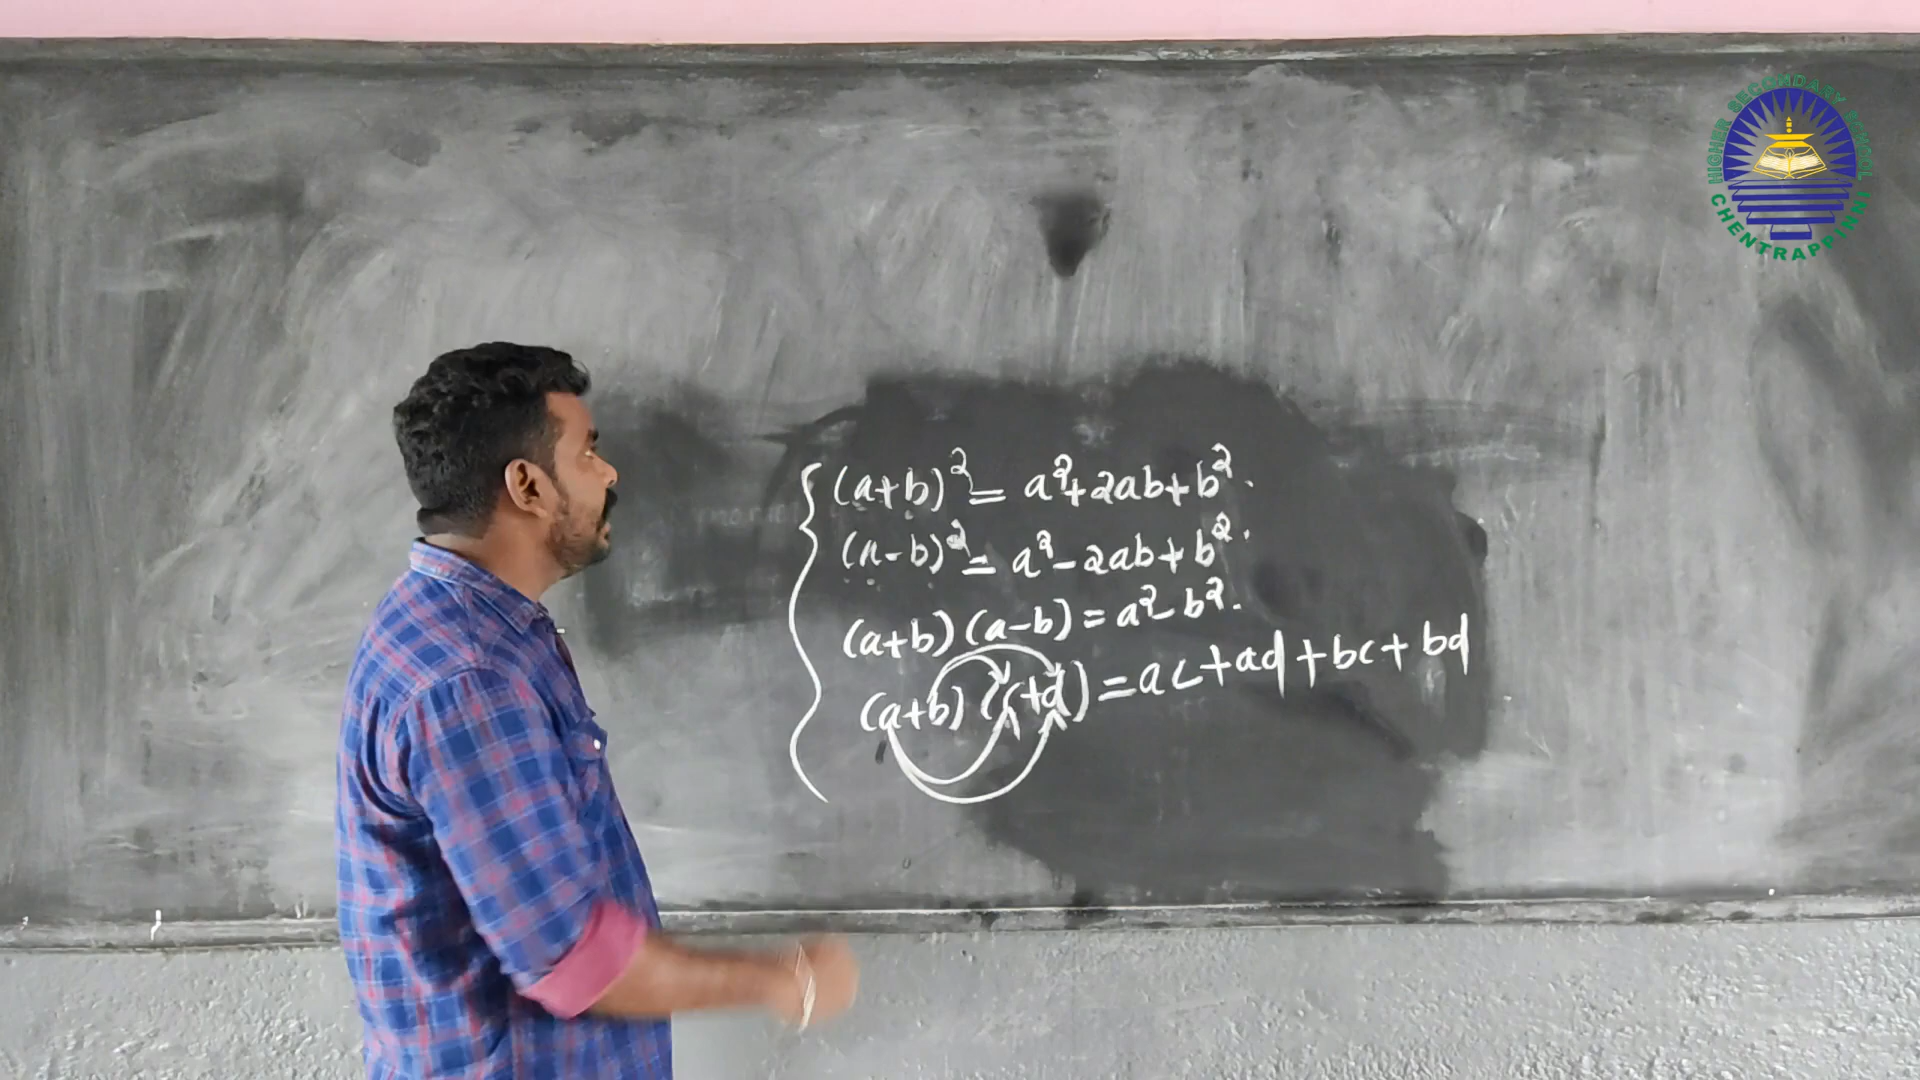 HIGHER SECONDARY SCHOOL
CHENTRAPPINNI
(a+b)² = a²+2ab+b².
(a-b)² = a²-2ab+b².
(a+b)(a-b) = a²-b².
(a+b)(c+d) = ac+ad+bc+bd